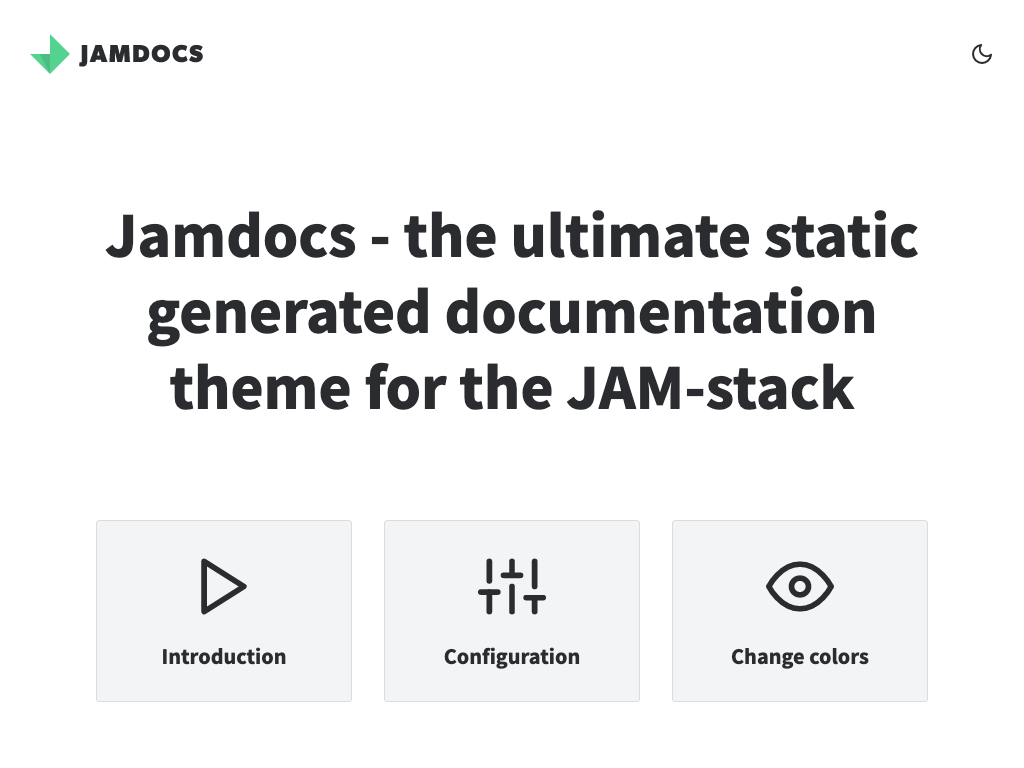 JAMDOCS
Jamdocs - the ultimate static
generated documentation
theme for the JAM-stack
Introduction
Configuration
Change colors